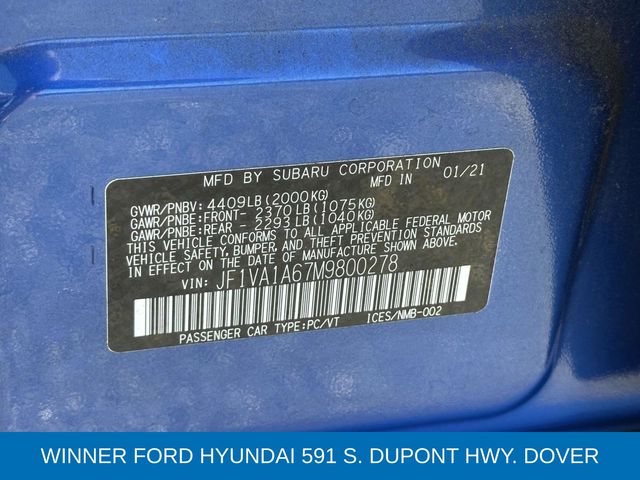 MFD BY SUBARU CORPORATION
MFD IN 01/21
GVWR/PNBV: 4409LB(2000KG)
GAWR/PNBE:FRONT- 2370LB(1075KG)
GAWR/PNBE:REAR - 2293LB(1040KG)
THIS VEHICLE CONFORMS TO ALL APPLICABLE FEDERAL MOTOR
VEHICLE SAFETY, BUMPER, AND THEFT PREVENTION STANDARDS
IN EFFECT ON THE DATE OF MANUFACTURE SHOWN ABOVE.
VIN: JF1VA1A67M9800278
PASSENGER CAR TYPE:PC/VT ICES/NMB-002
WINNER FORD HYUNDAI 591 S. DUPONT HWY. DOVER